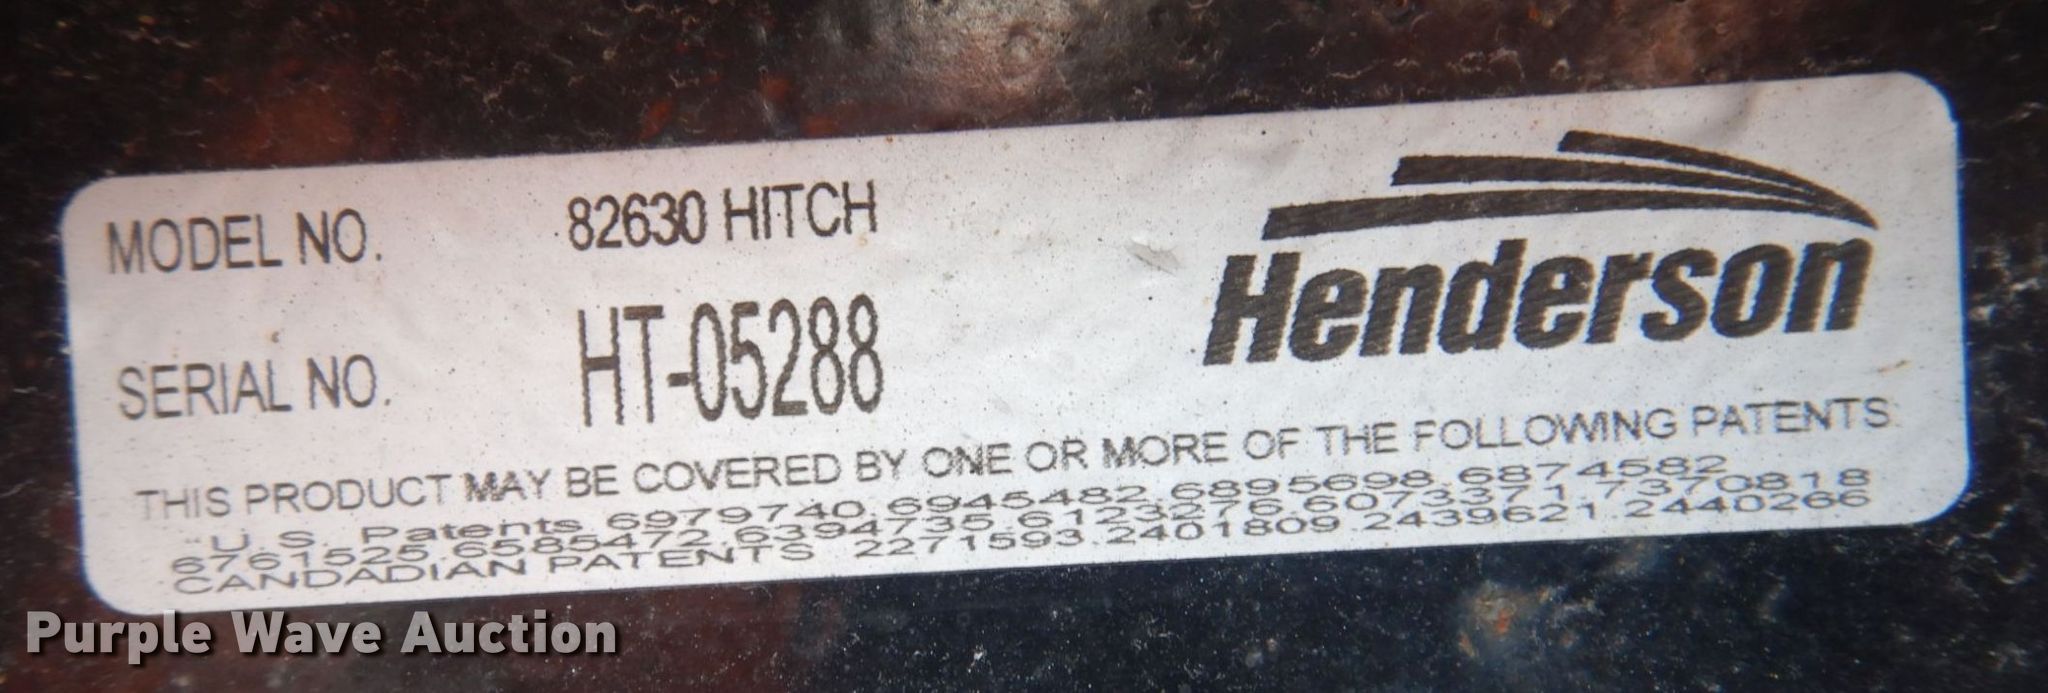 MODEL NO. 82630 HITCH
Henderson
SERIAL NO. HT-05288
THIS PRODUCT MAY BE COVERED BY ONE OR MORE OF THE FOLLOWING PATENTS:
U.S. Patents 6979740,6945482,6895698,6874582
6761525,6585472,6394735,6123276,6073371,7370818
CANDADIAN PATENTS 2271593,2401809,2439621,2440266
Purple Wave Auction